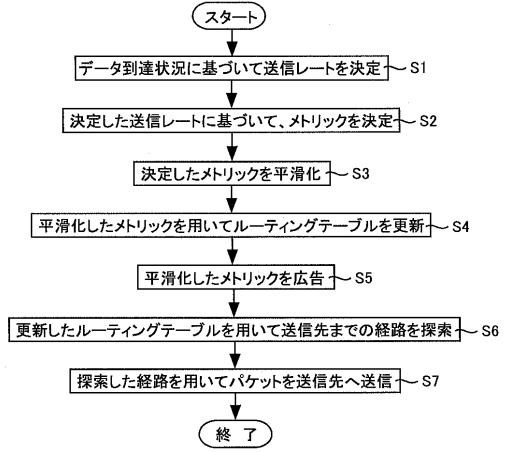 スタート
データ到達状況に基づいて送信レートを決定 S1
決定した送信レートに基づいて、メトリックを決定 S2
決定したメトリックを平滑化 S3
平滑化したメトリックを用いてルーティングテーブルを更新 S4
平滑化したメトリックを広告 S5
更新したルーティングテーブルを用いて送信先までの経路を探索 S6
探索した経路を用いてパケットを送信先へ送信 S7
終 了